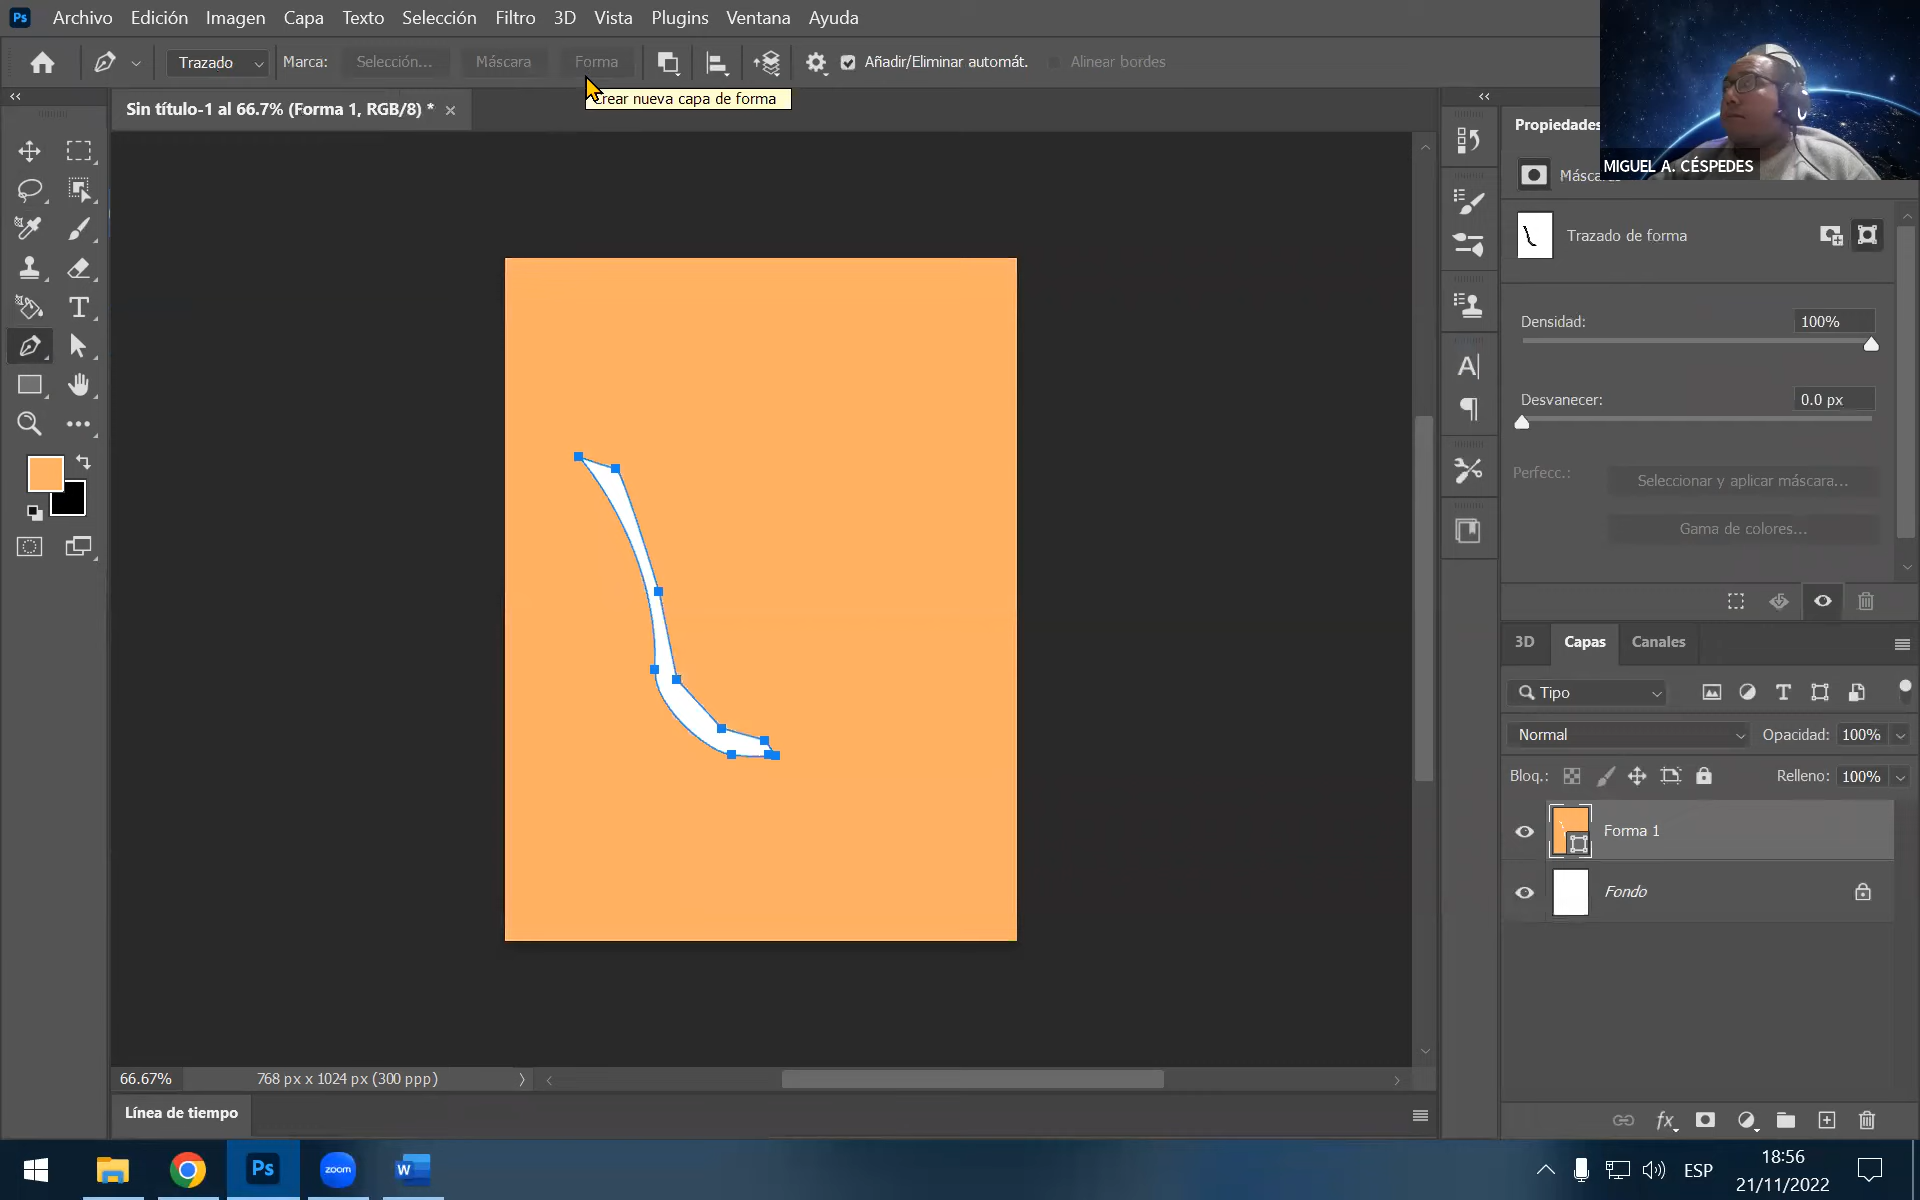 Ps Archivo Edición Imagen Capa Texto Selección Filtro 3D Vista Plugins Ventana Ayuda
Trazado Marca: Selección... Máscara Forma Añadir/Eliminar automát. Alinear bordes
Crear nueva capa de forma
Sin título-1 al 66.7% (Forma 1, RGB/8) *
Propiedades
MIGUEL A. CÉSPEDES
Trazado de forma
Densidad: 100%
Desvanecer: 0.0 px
Perfecc.: Seleccionar y aplicar máscara...
Gama de colores...
3D Capas Canales
Tipo
Normal Opacidad: 100%
Bloq.: Relleno: 100%
Forma 1
Fondo
fx
66.67% 768 px x 1024 px (300 ppp)
Línea de tiempo
Ps zoom W
ESP
18:56
21/11/2022